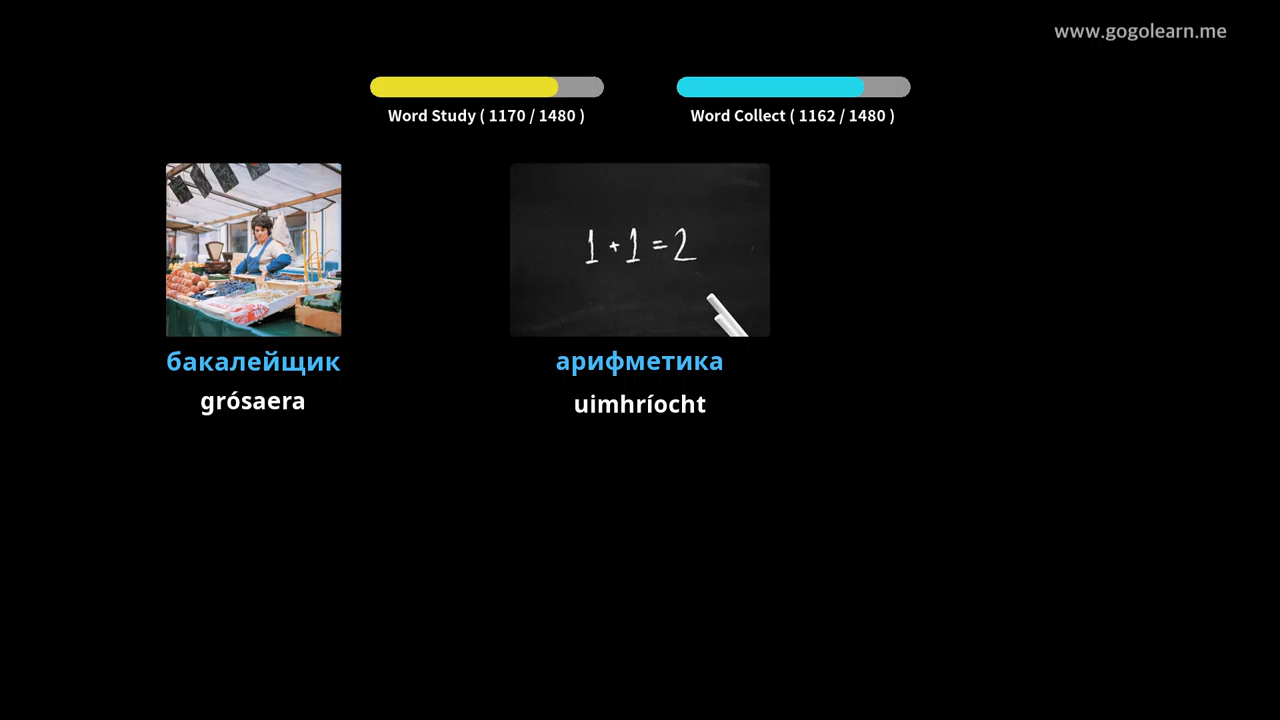 www.gogolearn.me
Word Study ( 1170 / 1480 )
Word Collect ( 1162 / 1480 )
1 + 1 = 2
бакалейщик
grósaera
арифметика
uimhríocht